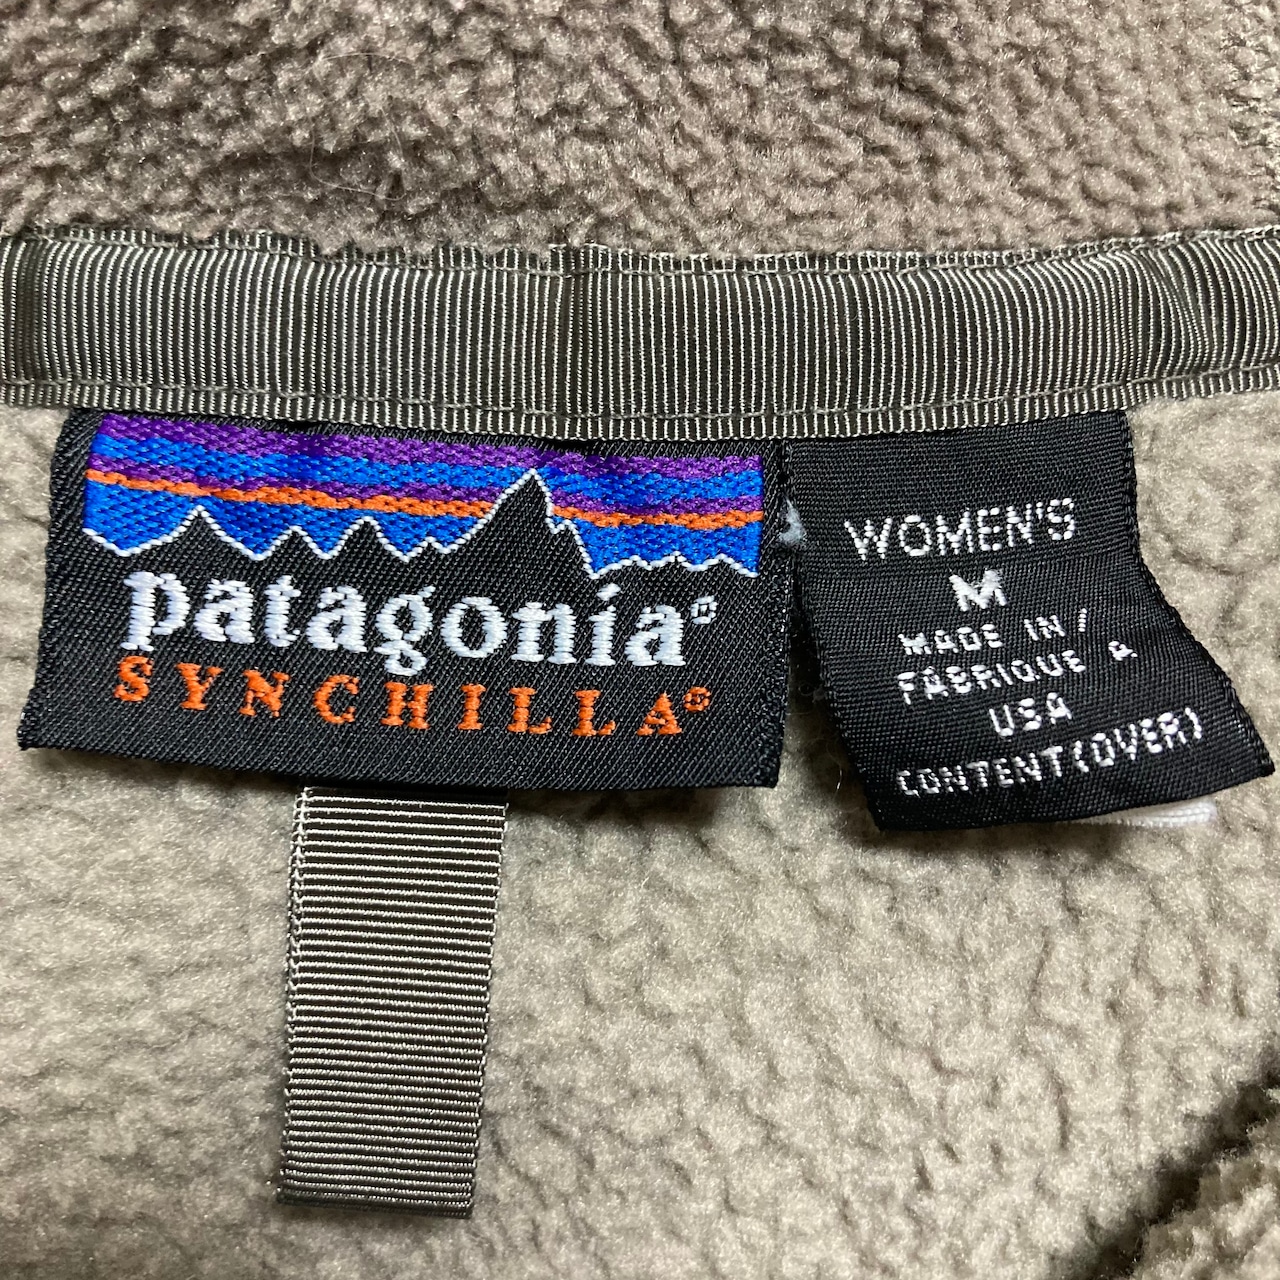 patagonia®
SYNCHILLA®
WOMEN'S
M
MADE IN /
FABRIQUE A
USA
CONTENT (OVER)